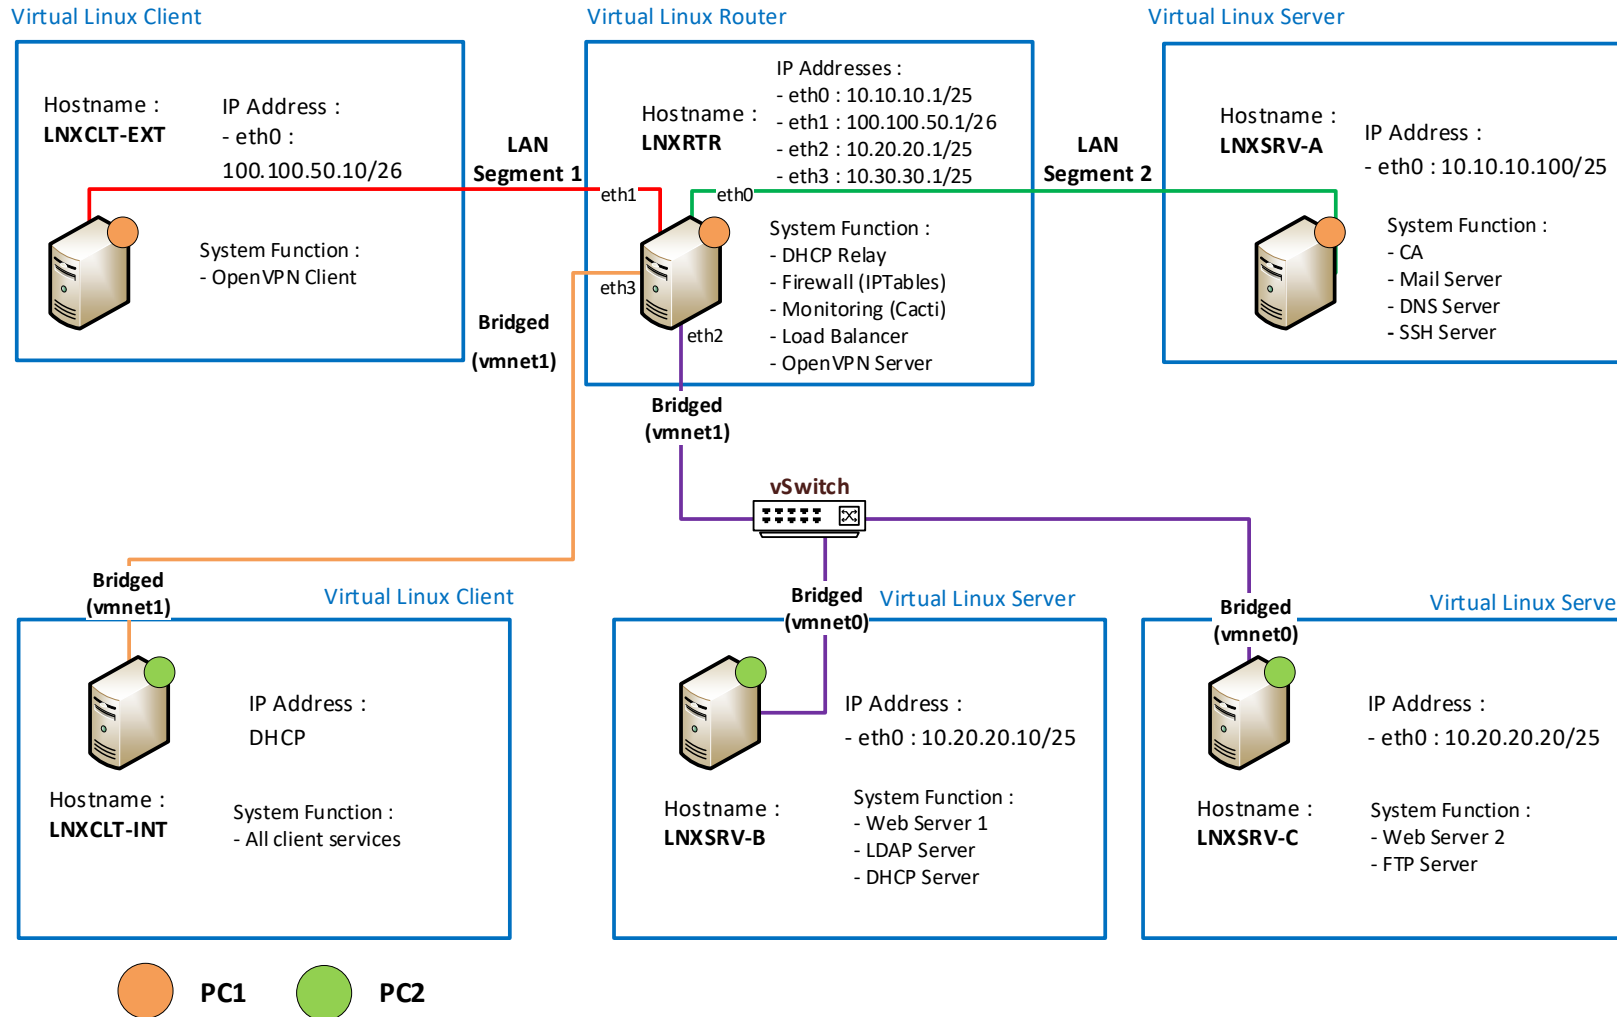 Virtual Linux Client
Hostname :
LNXCLT-EXT
IP Address :
- eth0 :
100.100.50.10/26
System Function :
- OpenVPN Client
LAN
Segment 1
Virtual Linux Router
Hostname :
LNXRTR
IP Addresses :
- eth0 : 10.10.10.1/25
- eth1 : 100.100.50.1/26
- eth2 : 10.20.20.1/25
- eth3 : 10.30.30.1/25
eth1
eth0
eth3
eth2
System Function :
- DHCP Relay
- Firewall (IPTables)
- Monitoring (Cacti)
- Load Balancer
- OpenVPN Server
LAN
Segment 2
Virtual Linux Server
Hostname :
LNXSRV-A
IP Address :
- eth0 : 10.10.10.100/25
System Function :
- CA
- Mail Server
- DNS Server
- SSH Server
Bridged
(vmnet1)
Bridged
(vmnet1)
vSwitch
Bridged
(vmnet1)
Virtual Linux Client
IP Address :
DHCP
Hostname :
LNXCLT-INT
System Function :
- All client services
Bridged
(vmnet0)
Virtual Linux Server
IP Address :
- eth0 : 10.20.20.10/25
Hostname :
LNXSRV-B
System Function :
- Web Server 1
- LDAP Server
- DHCP Server
Bridged
(vmnet0)
Virtual Linux Serve
IP Address :
- eth0 : 10.20.20.20/25
Hostname :
LNXSRV-C
System Function :
- Web Server 2
- FTP Server
PC1
PC2